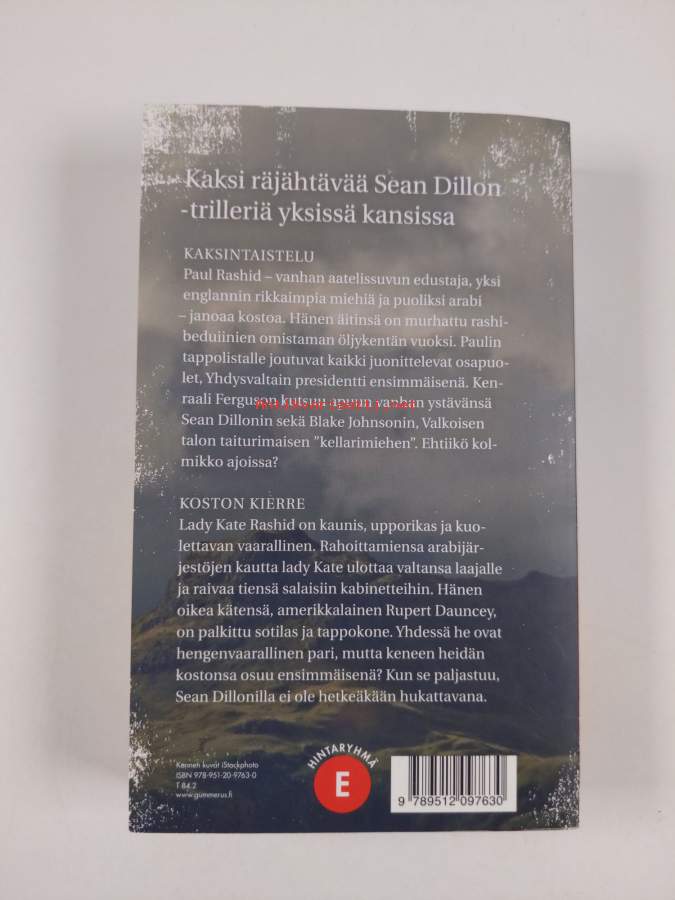 Kaksi räjähtävää Sean Dillon
-trilleriä yksissä kansissa
KAKSINTAISTELU
Paul Rashid – vanhan aatelissuvun edustaja, yksi
englannin rikkaimpia miehiä ja puoliksi arabi
– janoaa kostoa. Hänen äitinsä on murhattu rashi-
beduiinien omistaman öljykentän vuoksi. Paulin
tappolistalle joutuvat kaikki juonittelevat osapuo-
let, Yhdysvaltain presidentti ensimmäisenä. Ken-
raali Ferguson kutsuu apuun vanhan ystävänsä
Sean Dillonin sekä Blake Johnsonin, Valkoisen
talon taiturimaisen ”kellarimiehen”. Ehtiikö kol-
mikko ajoissa?
KOSTON KIERRE
Lady Kate Rashid on kaunis, upporikas ja kuo-
lettavan vaarallinen. Rahoittamiensa arabijär-
jestöjen kautta lady Kate ulottaa valtansa laajalle
ja raivaa tiensä salaisiin kabinetteihin. Hänen
oikea kätensä, amerikkalainen Rupert Dauncey,
on palkittu sotilas ja tappokone. Yhdessä he ovat
hengenvaarallinen pari, mutta keneen heidän
kostonsa osuu ensimmäisenä? Kun se paljastuu,
Sean Dillonilla ei ole hetkeäkään hukattavana.
Kannen kuvat iStockphoto
ISBN 978-951-20-9763-0
T 84.2
www.gummerus.fi
HINTARYHMÄ
E
9 789512 097630